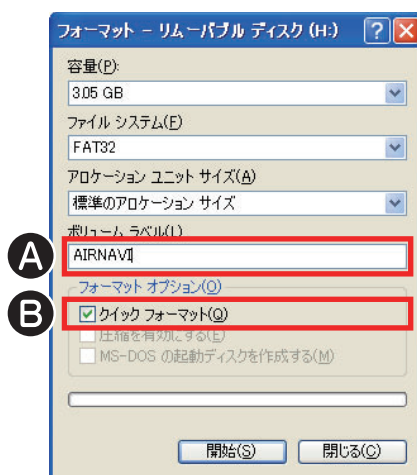 フォーマット - リムーバブル ディスク (H:)
容量(P):
3.05 GB
ファイル システム(F)
FAT32
アロケーション ユニット サイズ(A)
標準のアロケーション サイズ
ボリューム ラベル(L)
A
AIRNAVI
フォーマット オプション(O)
B
クイック フォーマット(Q)
圧縮を有効にする(E)
MS-DOS の起動ディスクを作成する(M)
開始(S)
閉じる(C)